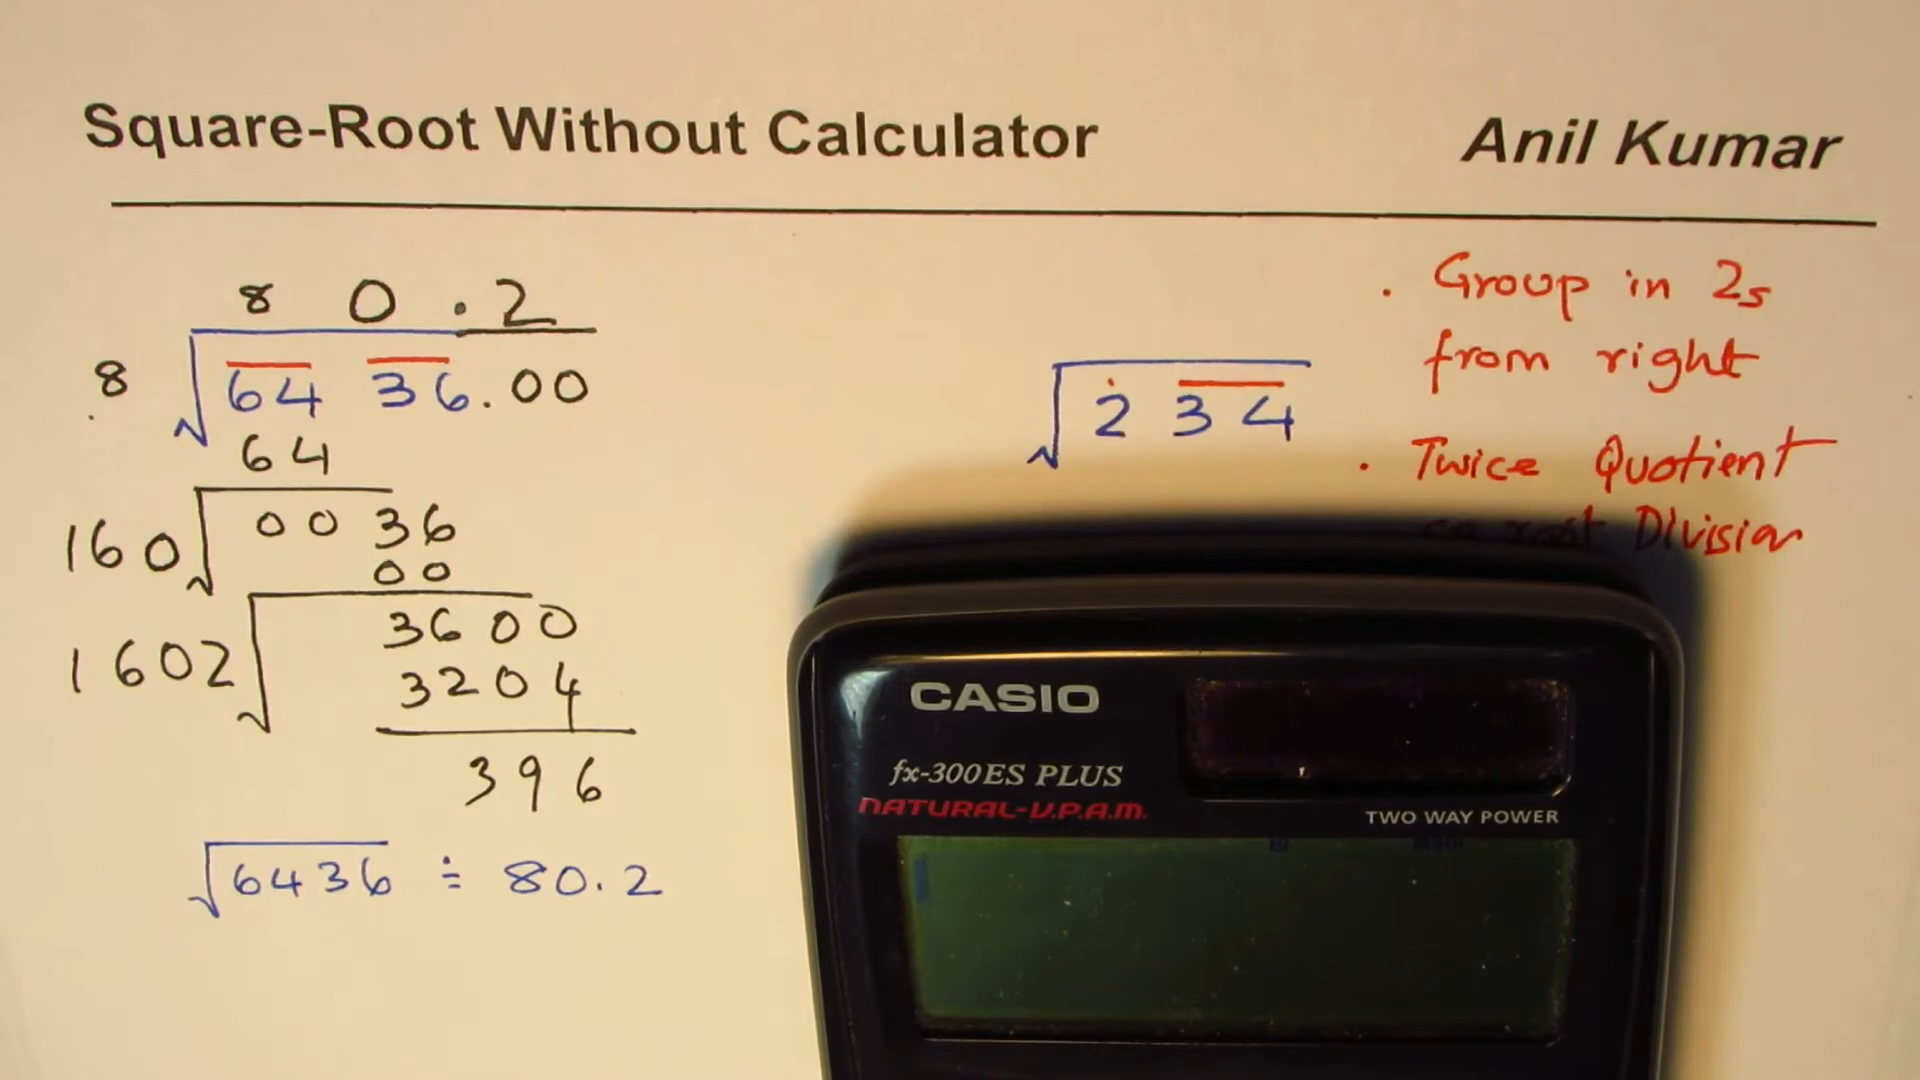 Square-Root Without Calculator
Anil Kumar
8 0 . 2
8 √64 36.00
64
160 √00 36
00
1602 √3600
3204
396
√6436 ≑ 80.2
√2 34
. Group in 2s
from right
. Twice Quotient
Division
CASIO
fx-300ES PLUS
NATURAL-V.P.A.M.
TWO WAY POWER